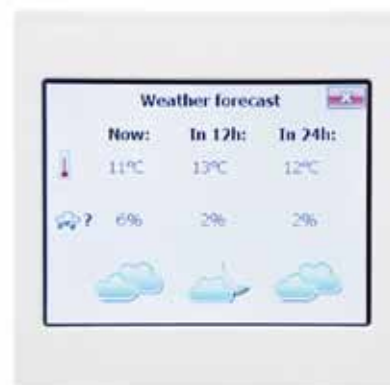 Weather forecast
Now: In 12h: In 24h:
11°C 13°C 12°C
? 6% 2% 2%